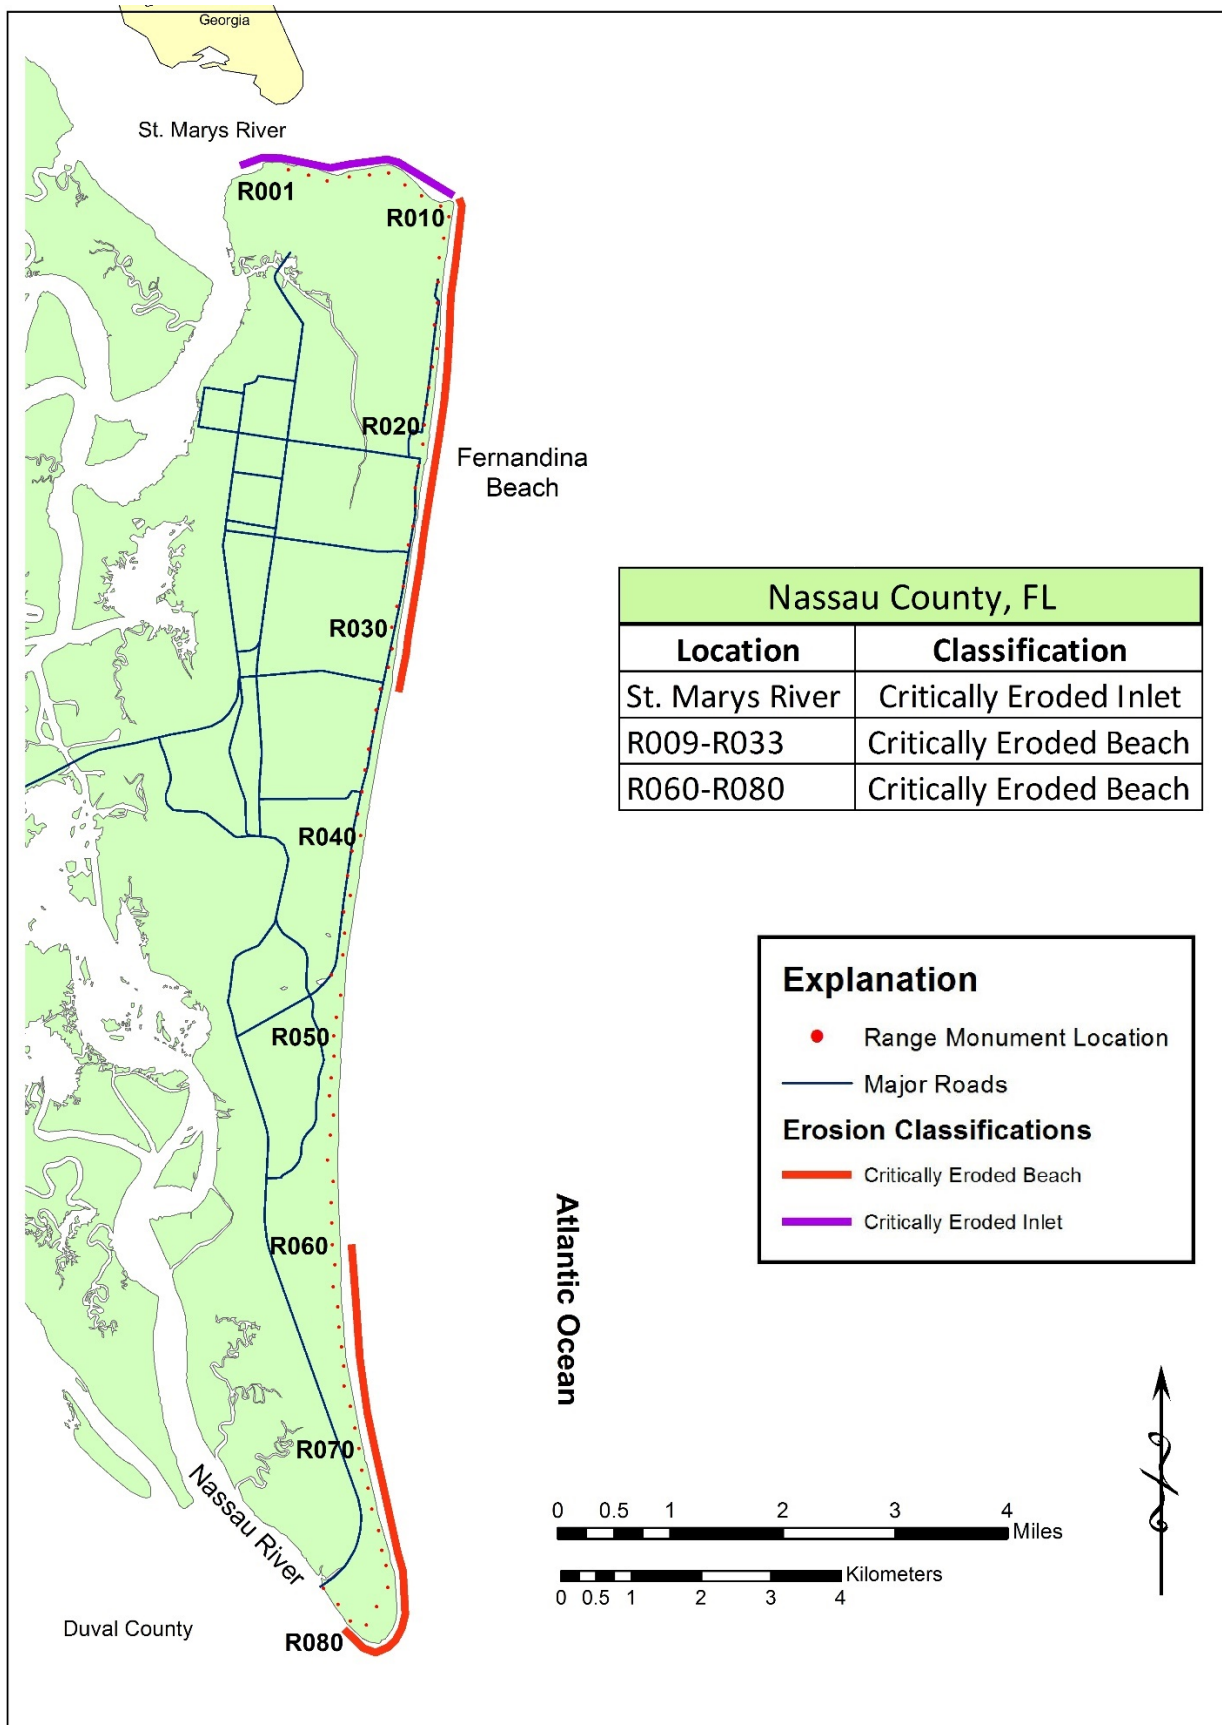 Georgia
St. Marys River
R001
R010
R020
Fernandina
Beach
Nassau County, FL
Location Classification
St. Marys River Critically Eroded Inlet
R009-R033 Critically Eroded Beach
R060-R080 Critically Eroded Beach
R030
R040
Explanation
Range Monument Location
Major Roads
Erosion Classifications
Critically Eroded Beach
Critically Eroded Inlet
R050
R060
Atlantic Ocean
R070
Nassau River
0 0.5 1 2 3 4
Miles
Kilometers
0 0.5 1 2 3 4
Duval County
R080
N